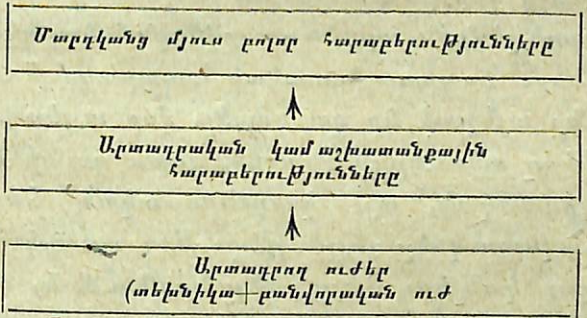 Մարդկանց մյուս բոլոր հարաբերությունները
Արտադրական կամ աշխատանքային
հարաբերությունները
Արտադրող ուժեր
(տեխնիկա+բանվորական ուժ